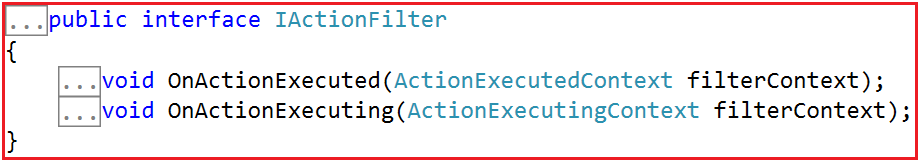 ...public interface IActionFilter
{
...void OnActionExecuted(ActionExecutedContext filterContext);
...void OnActionExecuting(ActionExecutingContext filterContext);
}